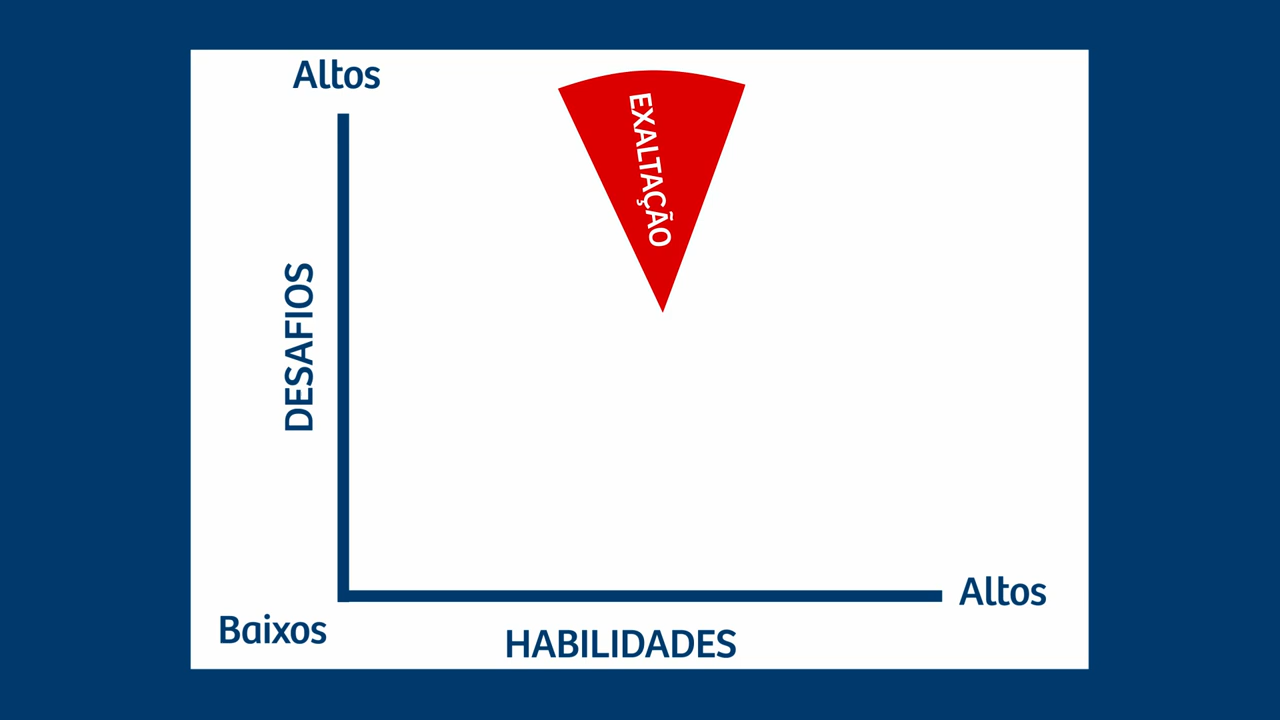 Altos
EXALTAÇÃO
DESAFIOS
Altos
Baixos
HABILIDADES